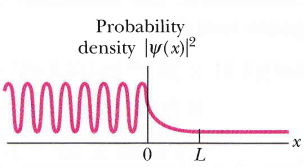 Probability
density |ψ(x)|²
x
0 L